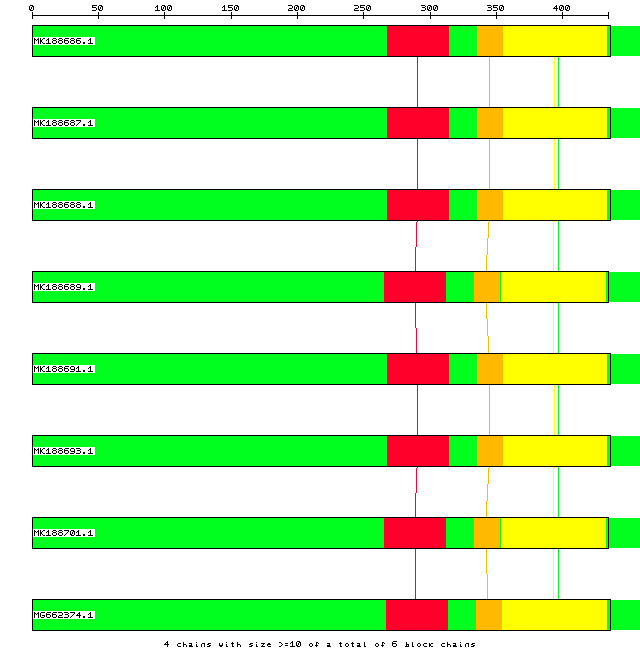 0 50 100 150 200 250 300 350 400
MK188686.1
MK188687.1
MK188688.1
MK188689.1
MK188691.1
MK188693.1
MK188701.1
MG662374.1
4 chains with size >=10 of a total of 6 block chains